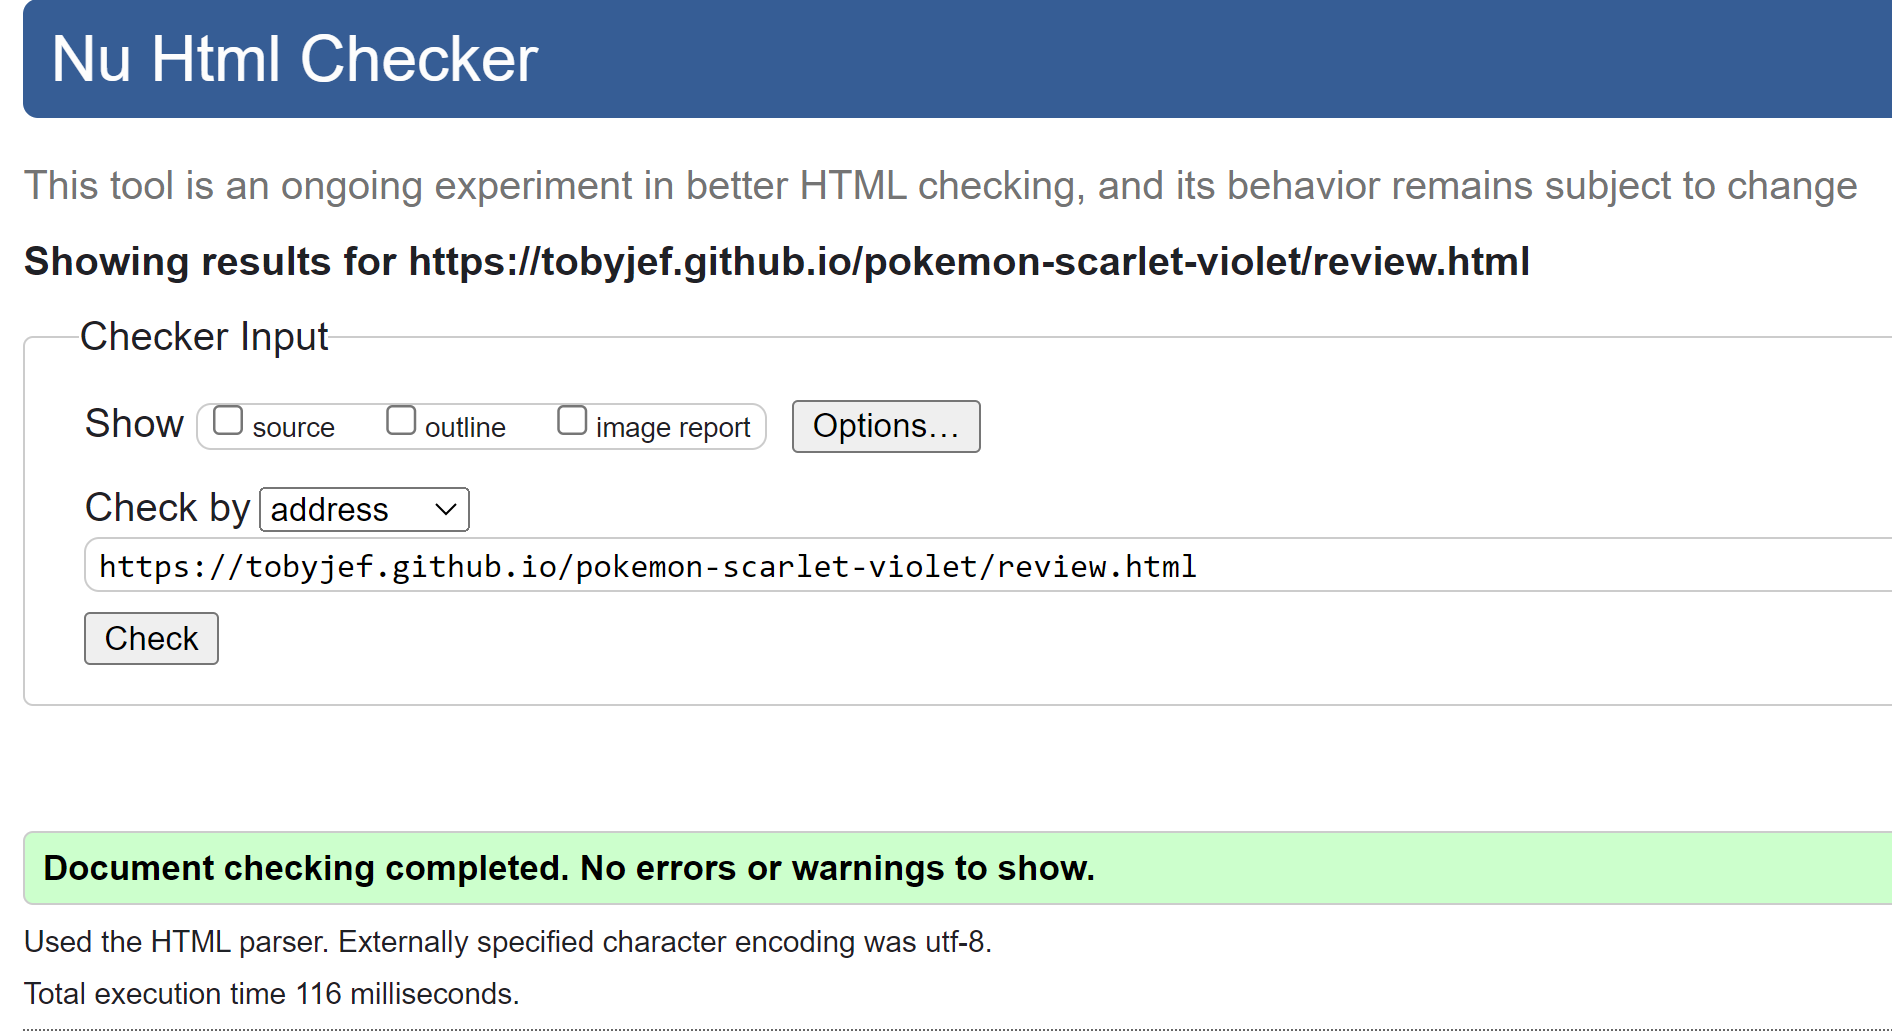 Nu Html Checker
This tool is an ongoing experiment in better HTML checking, and its behavior remains subject to change
Showing results for https://tobyjef.github.io/pokemon-scarlet-violet/review.html
Checker Input
Show source outline image report Options...
Check by address
https://tobyjef.github.io/pokemon-scarlet-violet/review.html
Check
Document checking completed. No errors or warnings to show.
Used the HTML parser. Externally specified character encoding was utf-8.
Total execution time 116 milliseconds.